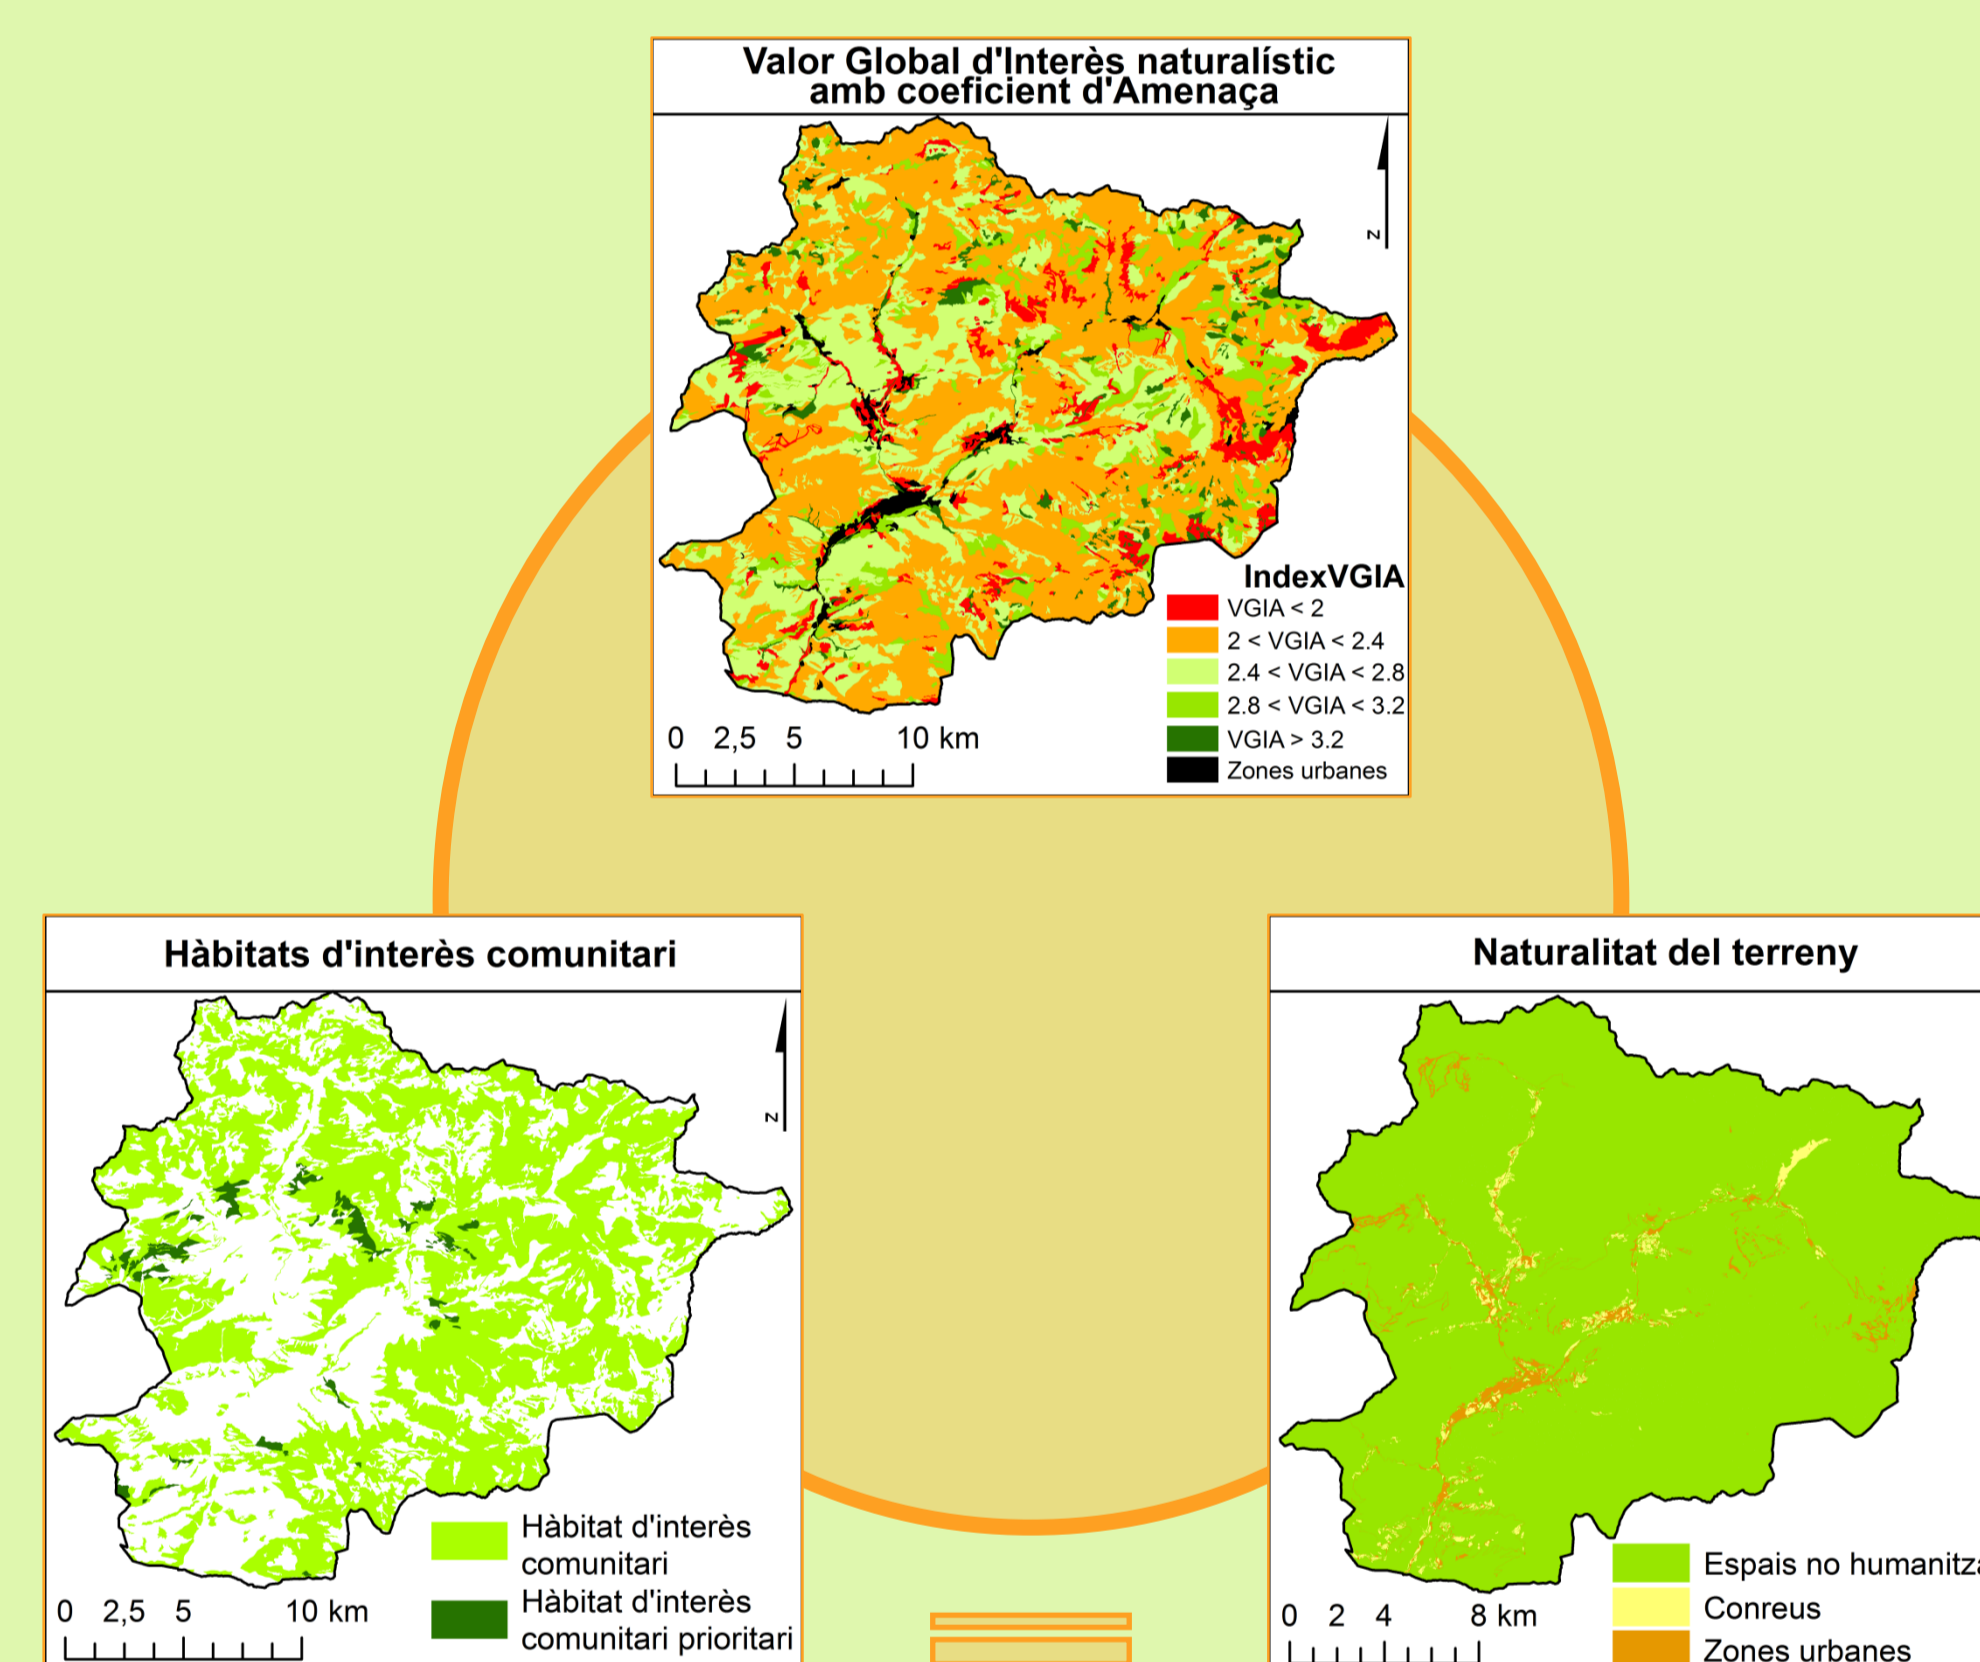 Valor Global d'Interès naturalístic
amb coeficient d'Amenaça
z
IndexVGIA
VGIA < 2
2 < VGIA < 2.4
2.4 < VGIA < 2.8
2.8 < VGIA < 3.2
VGIA > 3.2
Zones urbanes
0 2,5 5 10 km
Hàbitats d'interès comunitari
z
Hàbitat d'interès
comunitari
Hàbitat d'interès
comunitari prioritari
0 2,5 5 10 km
Naturalitat del terreny
Espais no
Conreus
Zones urbanes
0 2 4 8 km